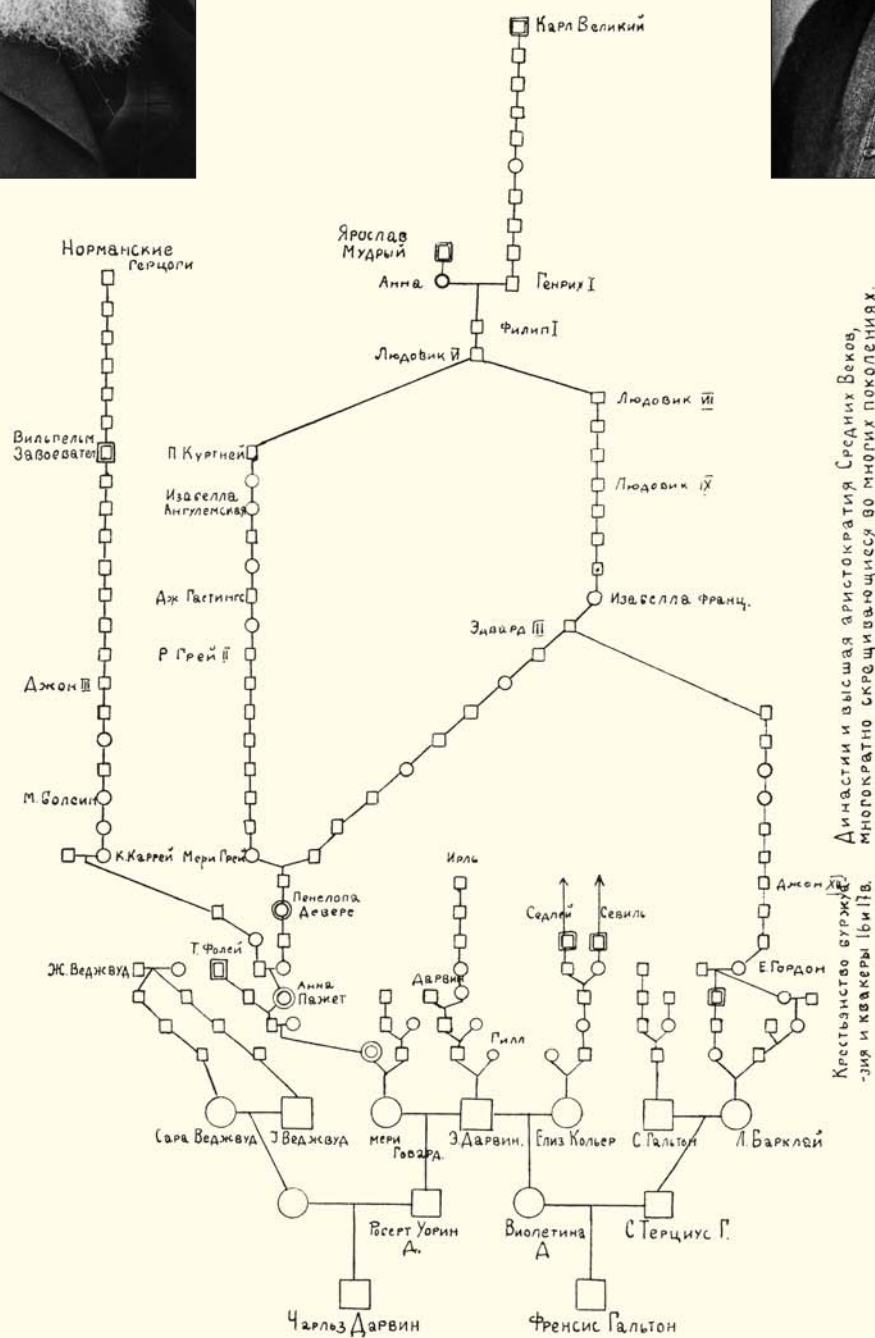 Карл Великий
Ярослав
Мудрый
Норманские
Герцоги
Анна
Генрих I
Филип I
Людовик VI
Людовик VII
Вильгельм
Завоевател
П. Куртней
Изабелла
Ангулемская
Людовик IX
Дж Гастингс
Изабелла Франц.
Эдвард III
Р Грей II
Джон III
М. Болейн
К. Каррей
Мери Грей
Ирль
Джон XII
Пенелопа
Девере
Седлей
Севиль
Т. Фолей
Ж. Веджвуд
Е. Гордон
Анна
Пажет
Дарвин
Гилл
Сара Веджвуд
J Веджвуд
мери
Говард.
Э. Дарвин.
Елиз Кольер
С. Гальтон
Л. Барклай
Роберт Уорин
Д.
Виолетина
Д
С Терциус Г.
Чарльз Дарвин
Френсис Гальтон
Династии и высшая аристократия Средних Веков,
многократно скрещивающиеся во многих поколениях.
Крестьянство буржуа-
-зия и квакеры 16 и 17 в.